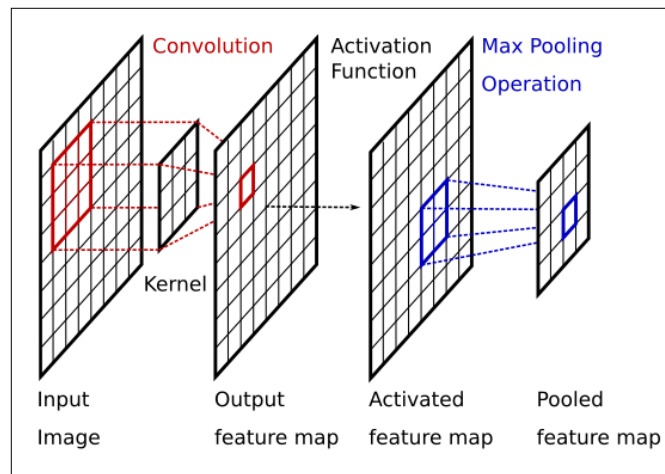 Convolution
Activation
Function
Max Pooling
Operation
Kernel
Input
Image
Output
feature map
Activated
feature map
Pooled
feature map